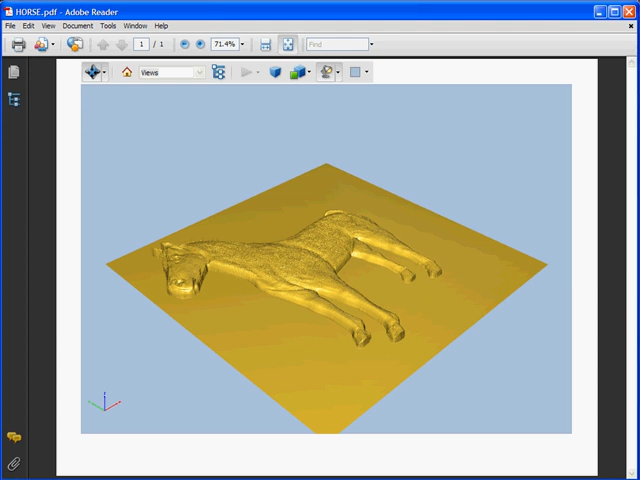 HORSE.pdf - Adobe Reader
File Edit View Document Tools Window Help
1 / 1 71.4% Find
Views